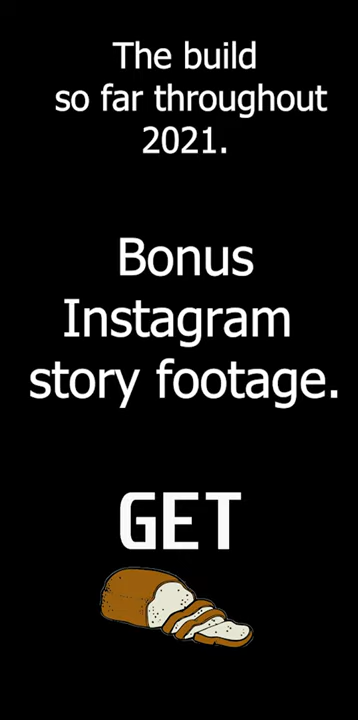 The build
so far throughout
2021.
Bonus
Instagram
story footage.
GET